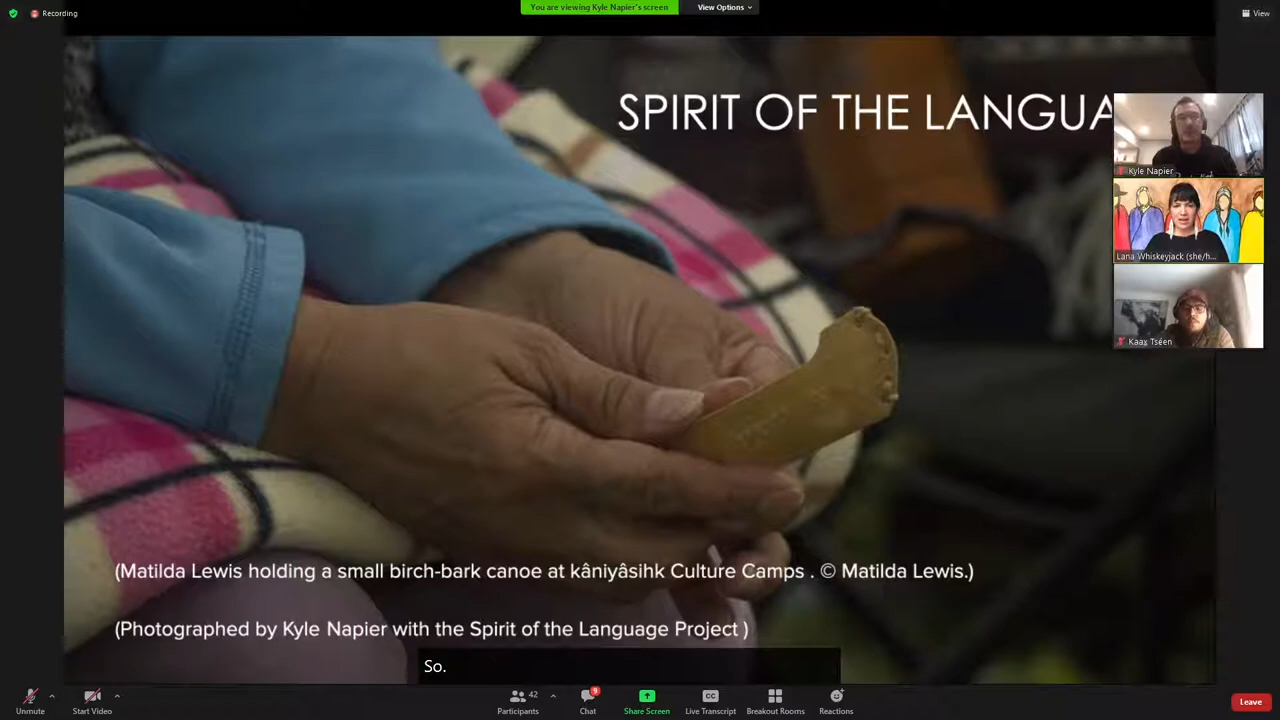 Recording
You are viewing Kyle Napier's screen
View Options
View
SPIRIT OF THE LANGUA
Kyle Napier
Lana Whiskeyjack (she/h...
Kaax Tséen
(Matilda Lewis holding a small birch-bark canoe at kâniyâsihk Culture Camps . © Matilda Lewis.)
(Photographed by Kyle Napier with the Spirit of the Language Project )
So.
Unmute
Start Video
Participants
42
Chat
9
Share Screen
CC
Live Transcript
Breakout Rooms
Reactions
Leave